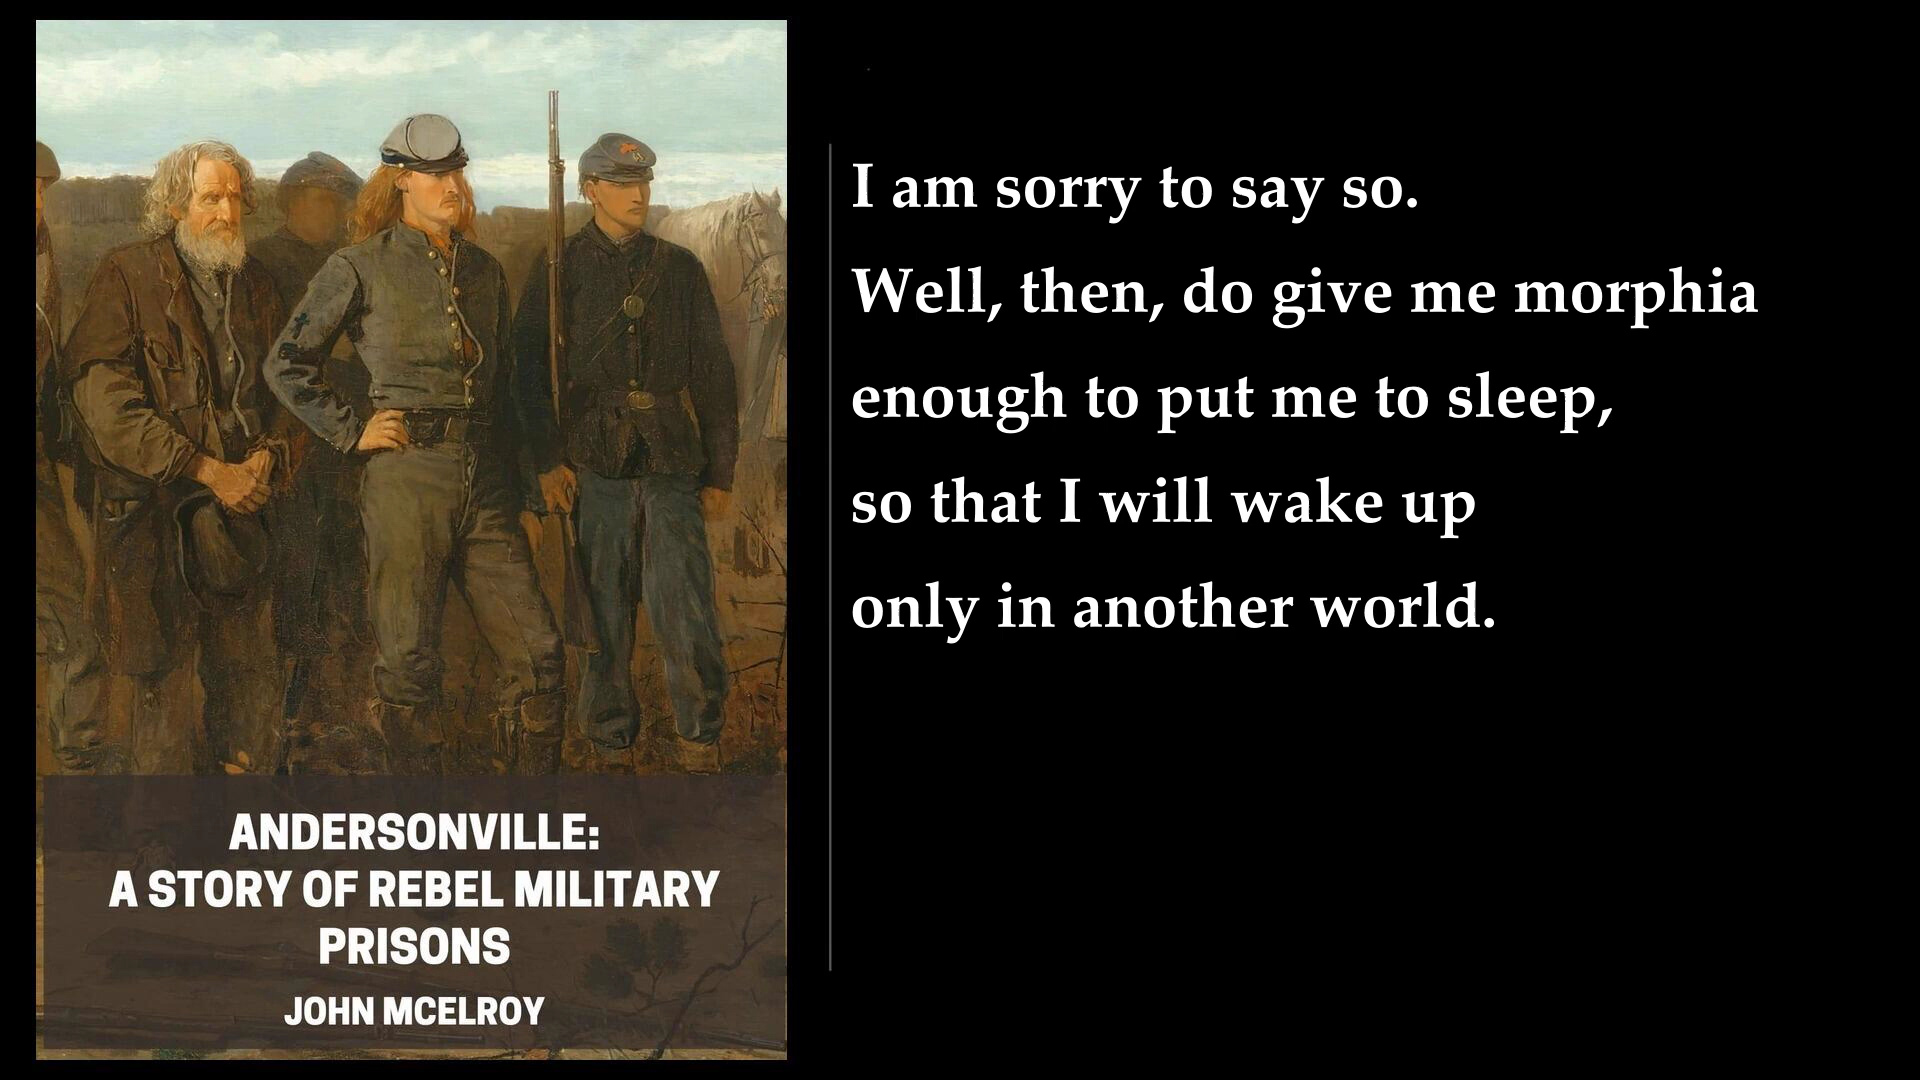 I am sorry to say so.
Well, then, do give me morphia
enough to put me to sleep,
so that I will wake up
only in another world.
ANDERSONVILLE:
A STORY OF REBEL MILITARY
PRISONS
JOHN MCELROY